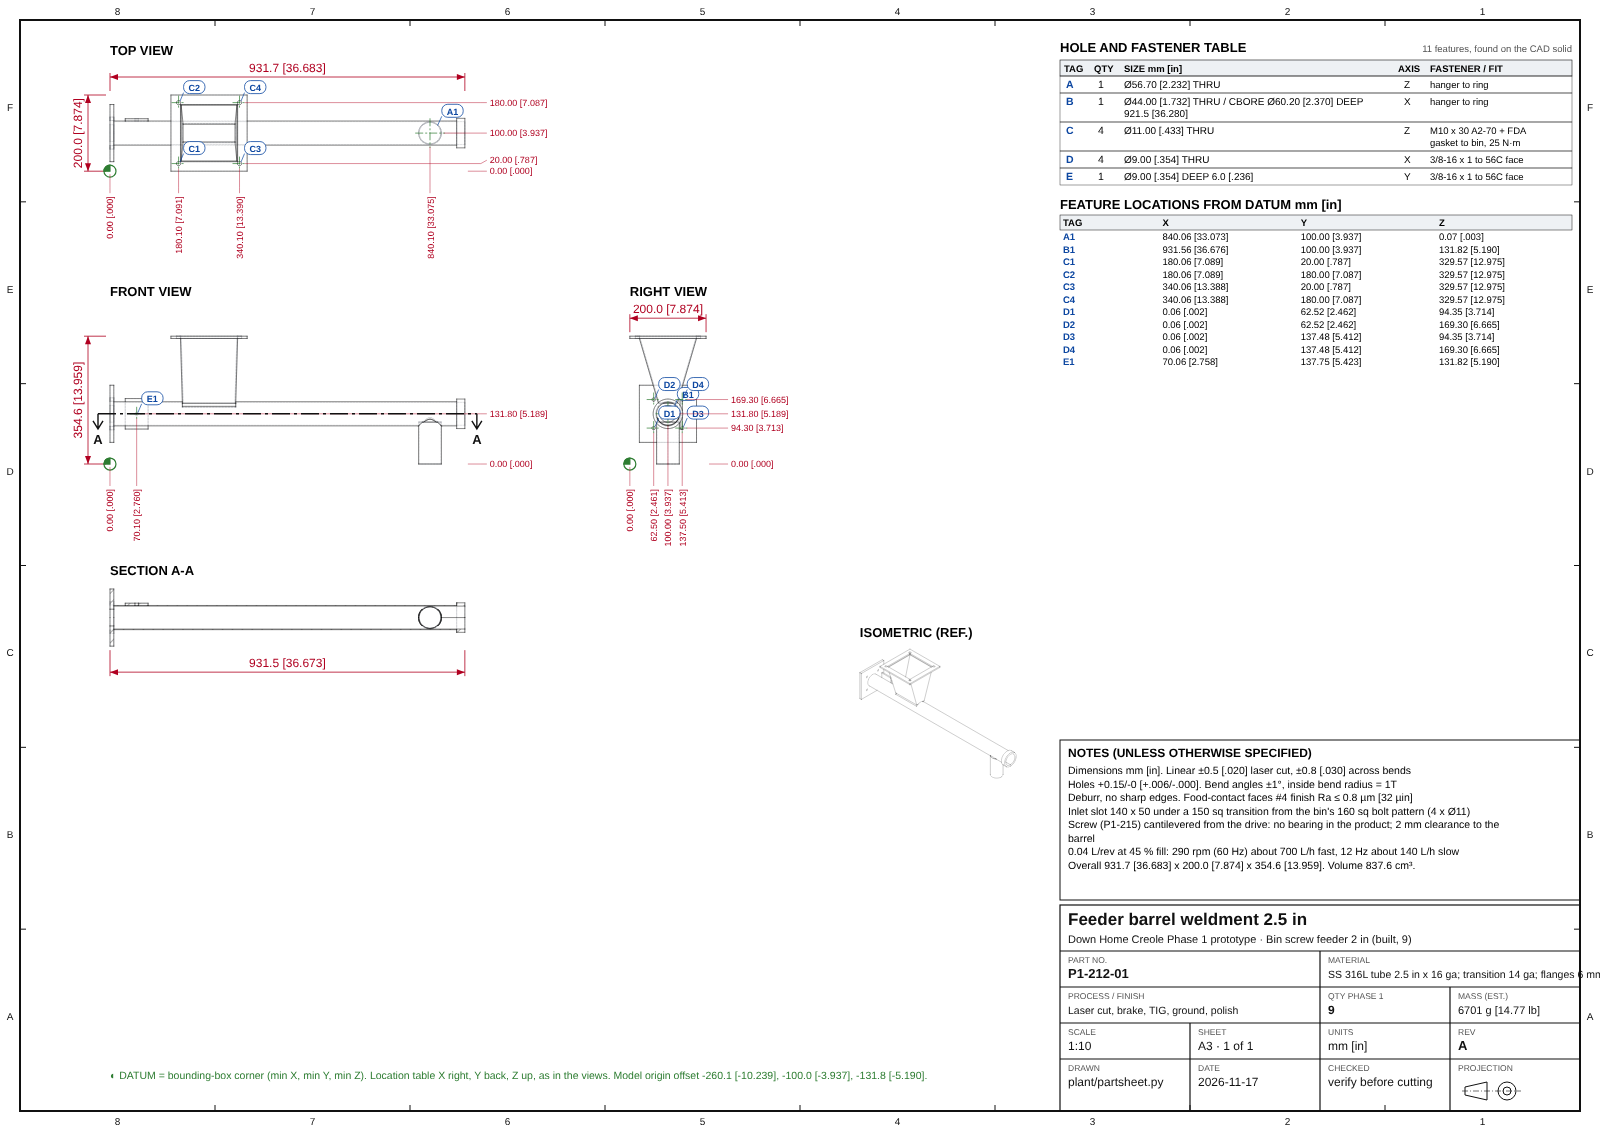 8 7 6 5 4 3 2 1
F E D C B A
TOP VIEW
931.7 [36.683]
200.0 [7.874]
C2
C4
A1
C1
C3
180.00 [7.087]
100.00 [3.937]
20.00 [.787]
0.00 [.000]
0.00 [.000]
180.10 [7.091]
340.10 [13.390]
840.10 [33.075]
FRONT VIEW
354.6 [13.959]
E1
A
A
131.80 [5.189]
0.00 [.000]
0.00 [.000]
70.10 [2.760]
RIGHT VIEW
200.0 [7.874]
D2
D4
B1
D1
D3
169.30 [6.665]
131.80 [5.189]
94.30 [3.713]
0.00 [.000]
0.00 [.000]
62.50 [2.461]
100.00 [3.937]
137.50 [5.413]
SECTION A-A
931.5 [36.673]
ISOMETRIC (REF.)
HOLE AND FASTENER TABLE
11 features, found on the CAD solid
TAG QTY SIZE mm [in] AXIS FASTENER / FIT
A 1 Ø56.70 [2.232] THRU Z hanger to ring
B 1 Ø44.00 [1.732] THRU / CBORE Ø60.20 [2.370] DEEP X hanger to ring
921.5 [36.280]
C 4 Ø11.00 [.433] THRU Z M10 x 30 A2-70 + FDA
gasket to bin, 25 N·m
D 4 Ø9.00 [.354] THRU X 3/8-16 x 1 to 56C face
E 1 Ø9.00 [.354] DEEP 6.0 [.236] Y 3/8-16 x 1 to 56C face
FEATURE LOCATIONS FROM DATUM mm [in]
TAG X Y Z
A1 840.06 [33.073] 100.00 [3.937] 0.07 [.003]
B1 931.56 [36.676] 100.00 [3.937] 131.82 [5.190]
C1 180.06 [7.089] 20.00 [.787] 329.57 [12.975]
C2 180.06 [7.089] 180.00 [7.087] 329.57 [12.975]
C3 340.06 [13.388] 20.00 [.787] 329.57 [12.975]
C4 340.06 [13.388] 180.00 [7.087] 329.57 [12.975]
D1 0.06 [.002] 62.52 [2.462] 94.35 [3.714]
D2 0.06 [.002] 62.52 [2.462] 169.30 [6.665]
D3 0.06 [.002] 137.48 [5.412] 94.35 [3.714]
D4 0.06 [.002] 137.48 [5.412] 169.30 [6.665]
E1 70.06 [2.758] 137.75 [5.423] 131.82 [5.190]
NOTES (UNLESS OTHERWISE SPECIFIED)
Dimensions mm [in]. Linear ±0.5 [.020] laser cut, ±0.8 [.030] across bends
Holes +0.15/-0 [+.006/-.000]. Bend angles ±1°, inside bend radius = 1T
Deburr, no sharp edges. Food-contact faces #4 finish Ra ≤ 0.8 µm [32 µin]
Inlet slot 140 x 50 under a 150 sq transition from the bin's 160 sq bolt pattern (4 x Ø11)
Screw (P1-215) cantilevered from the drive: no bearing in the product; 2 mm clearance to the
barrel
0.04 L/rev at 45 % fill: 290 rpm (60 Hz) about 700 L/h fast, 12 Hz about 140 L/h slow
Overall 931.7 [36.683] x 200.0 [7.874] x 354.6 [13.959]. Volume 837.6 cm³.
Feeder barrel weldment 2.5 in
Down Home Creole Phase 1 prototype · Bin screw feeder 2 in (built, 9)
PART NO.
P1-212-01
MATERIAL
SS 316L tube 2.5 in x 16 ga; transition 14 ga; flanges 6 mm
PROCESS / FINISH
Laser cut, brake, TIG, ground, polish
QTY PHASE 1
9
MASS (EST.)
6701 g [14.77 lb]
SCALE
1:10
SHEET
A3 · 1 of 1
UNITS
mm [in]
REV
A
DRAWN
plant/partsheet.py
DATE
2026-11-17
CHECKED
verify before cutting
PROJECTION
DATUM = bounding-box corner (min X, min Y, min Z). Location table X right, Y back, Z up, as in the views. Model origin offset -260.1 [-10.239], -100.0 [-3.937], -131.8 [-5.190].
F E D C B A
8 7 6 5 4 3 2 1